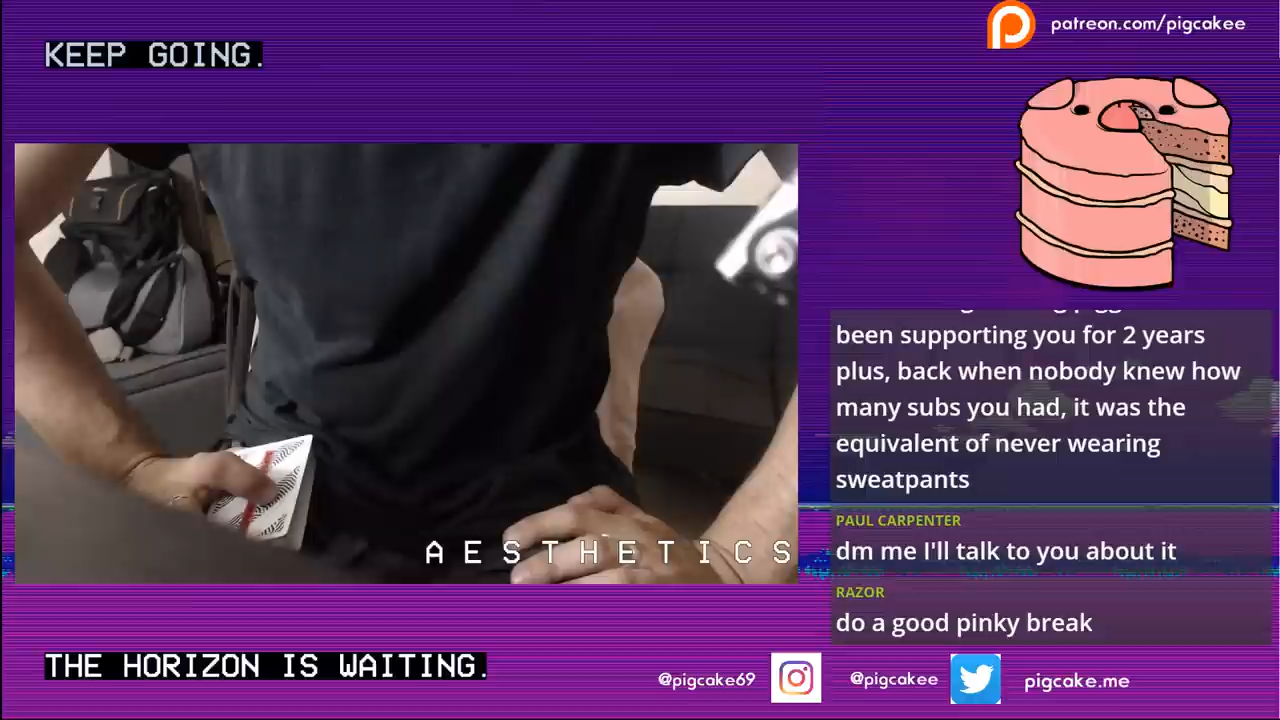 patreon.com/pigcakee
KEEP GOING.
been supporting you for 2 years
plus, back when nobody knew how
many subs you had, it was the
equivalent of never wearing
sweatpants
PAUL CARPENTER
dm me I'll talk to you about it
RAZOR
do a good pinky break
AESTHETICS
THE HORIZON IS WAITING.
@pigcake69
@pigcakee
pigcake.me